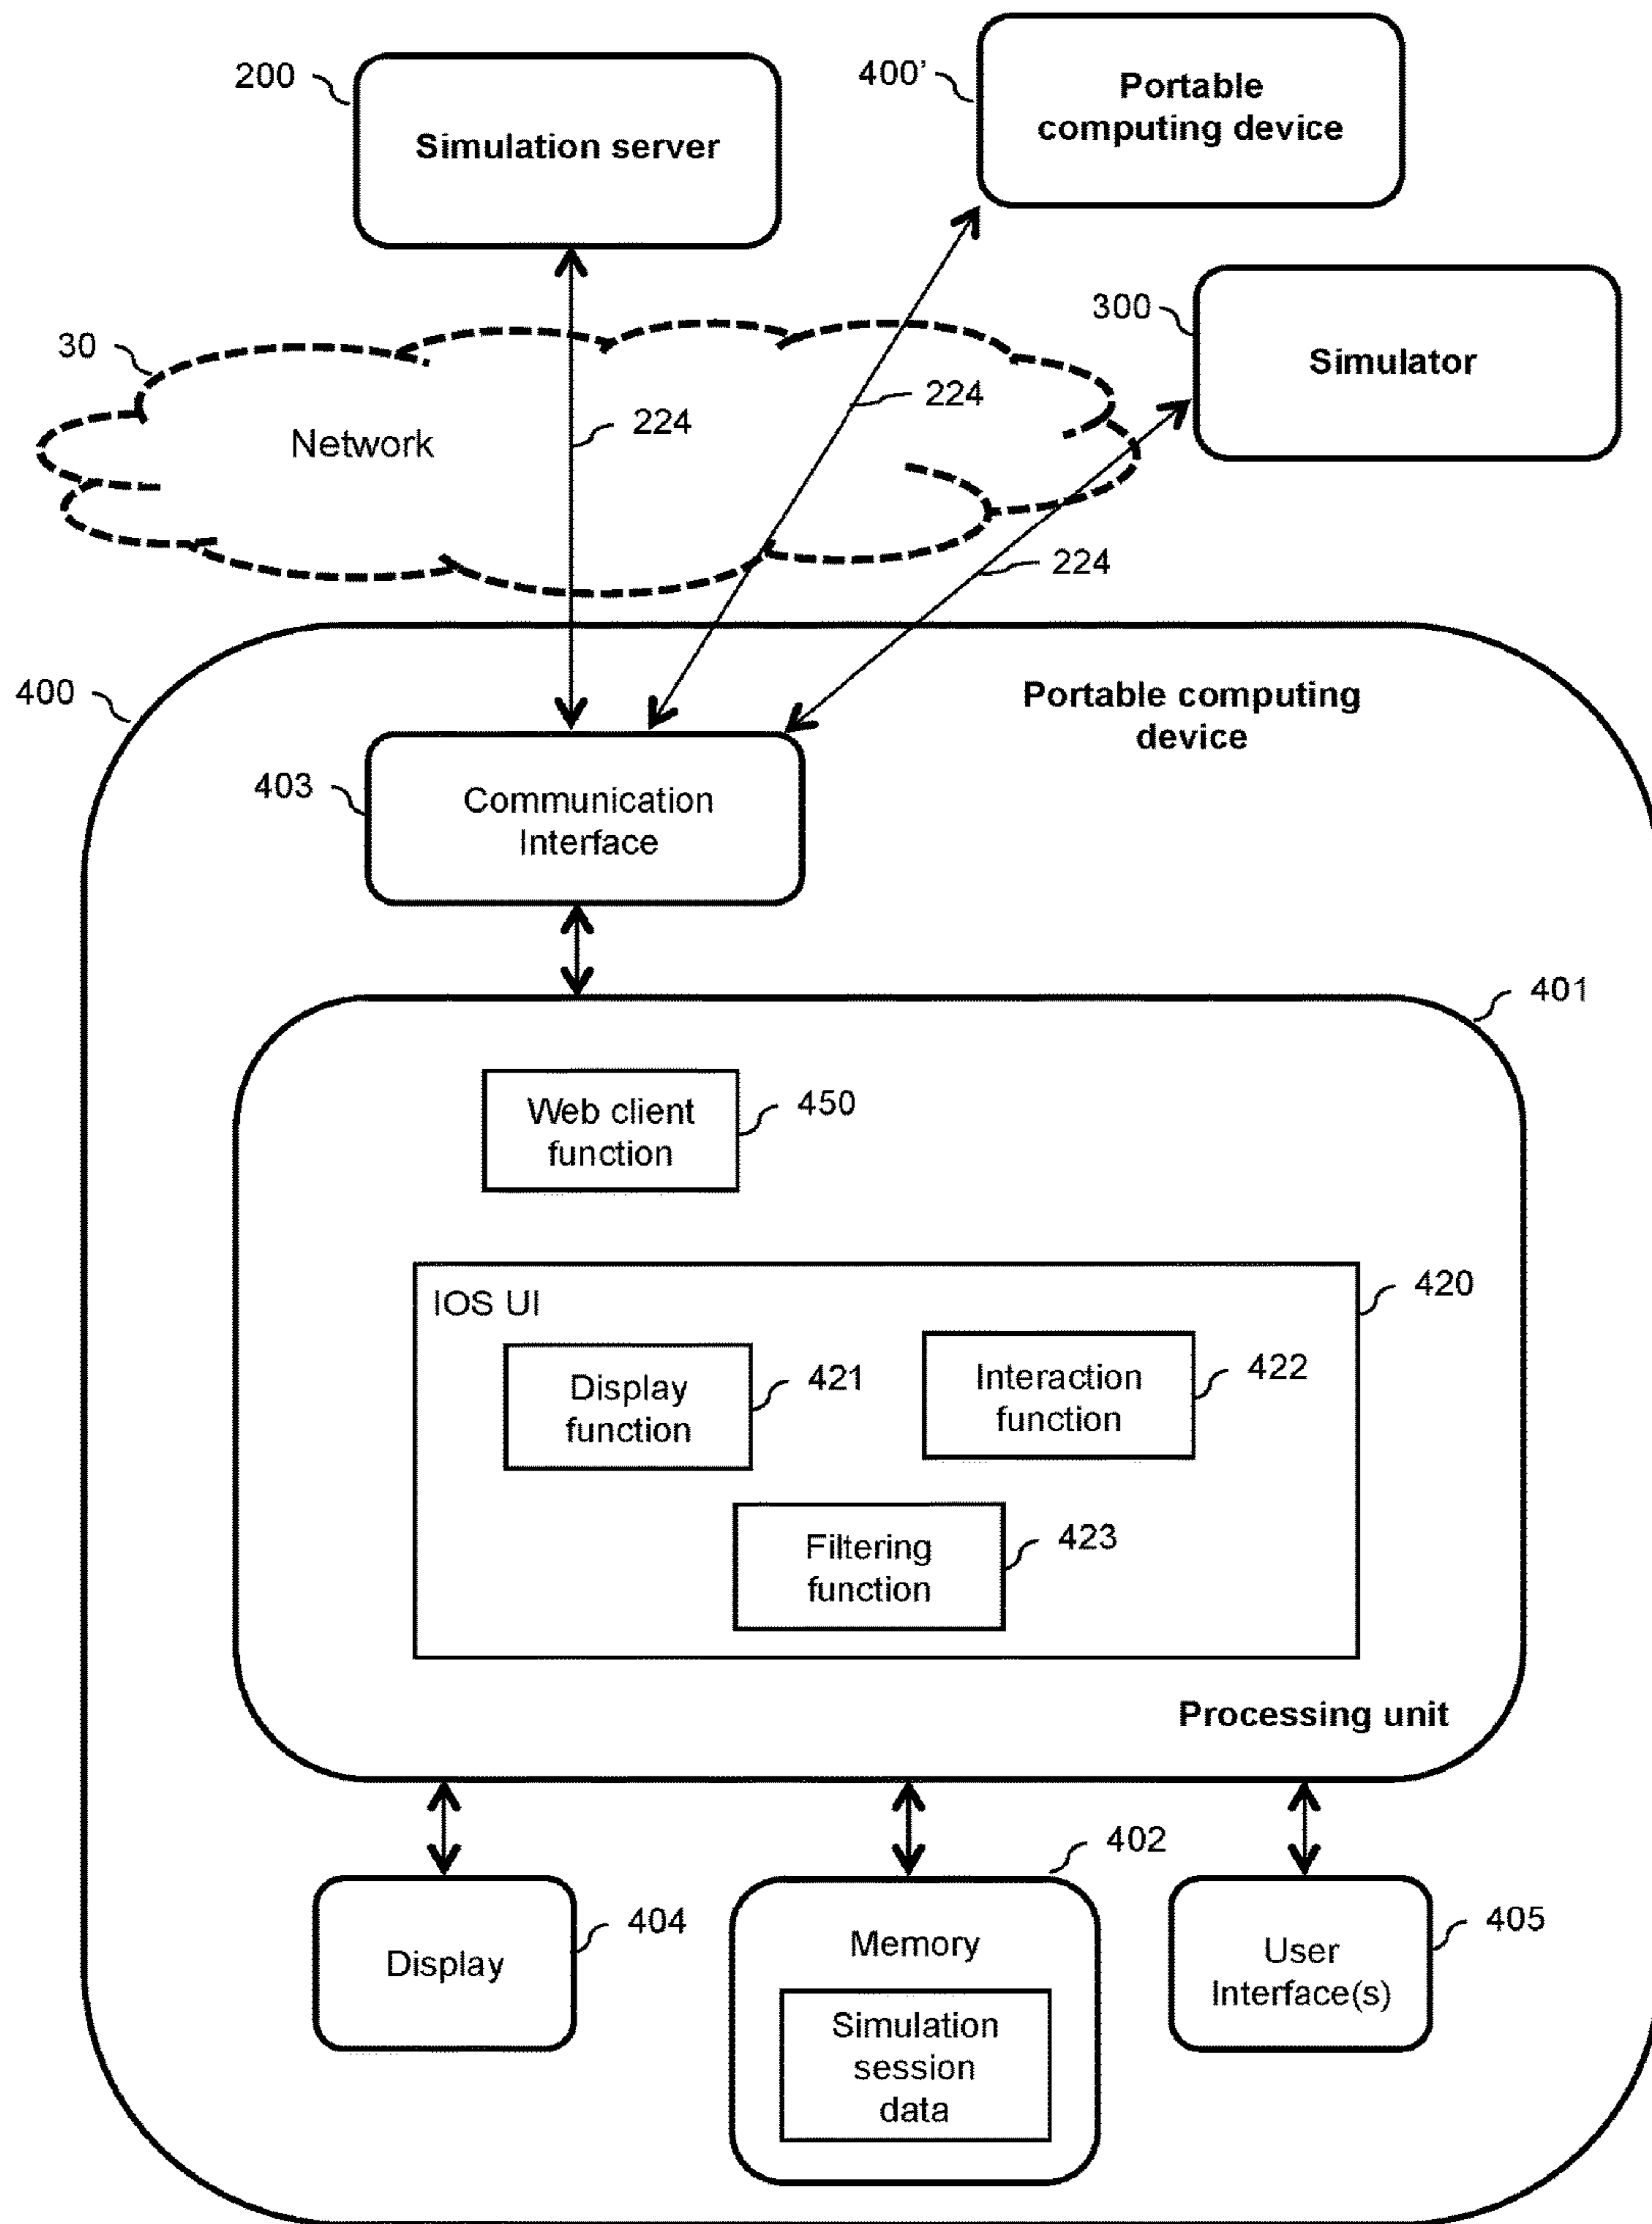 400’
Portable
computing device
200
Simulation server
300
Simulator
30
Network
224
224
224
400
Portable computing
device
403
Communication
Interface
401
Web client
function
450
IOS UI
420
Display
function
421
Interaction
function
422
Filtering
function
423
Processing unit
Display
404
402
Memory
Simulation
session
data
User
Interface(s)
405